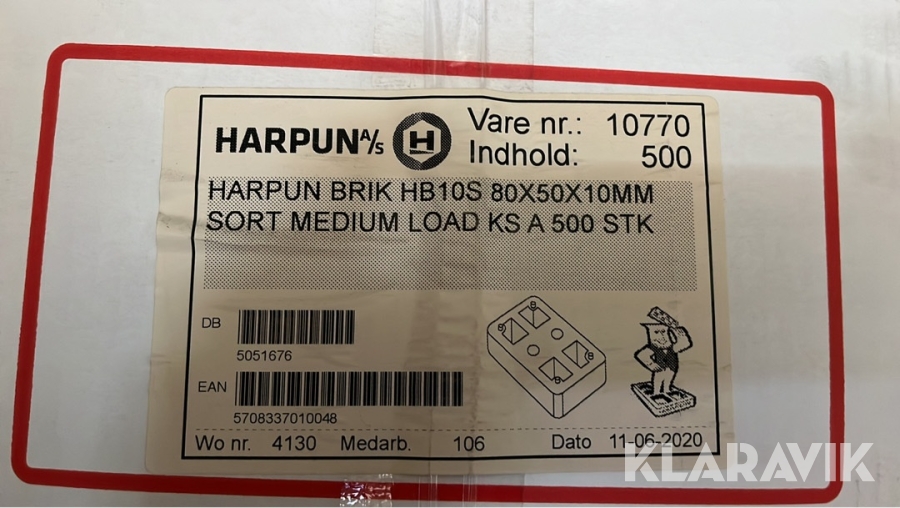 HARPUN A/S H
Vare nr.: 10770
Indhold: 500
HARPUN BRIK HB10S 80X50X10MM
SORT MEDIUM LOAD KS A 500 STK
DB
5051676
EAN
5708337010048
Wo nr. 4130 Medarb. 106 Dato 11-06-2020
KLARAVIK